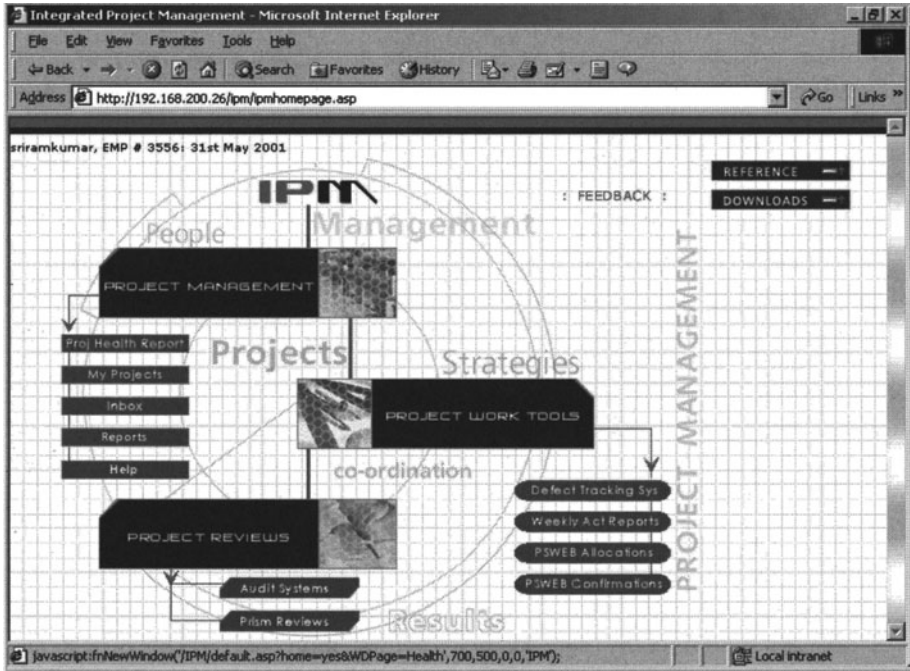 Integrated Project Management - Microsoft Internet Explorer
File Edit View Favorites Tools Help
Back Search Favorites History
Address http://192.168.200.26/ipm/ipmhomepage.asp Go Links »
sriramkumar, EMP # 3556: 31st May 2001
IPM
: FEEDBACK :
REFERENCE
DOWNLOADS
People
Management
PROJECT MANAGEMENT
Proj Health Report
My Projects
Inbox
Reports
Help
Projects
Strategies
PROJECT WORK TOOLS
co-ordination
Defect Tracking Sys
Weekly Act Reports
PSWEB Allocations
PSWEB Confirmations
PROJECT REVIEWS
Audit Systems
Prism Reviews
Results
PROJECT MANAGEMENT
javascript:fnNewWindow('/IPM/default.asp?home=yes&WDPage=Health',700,500,0,0,'IPM');
Local intranet